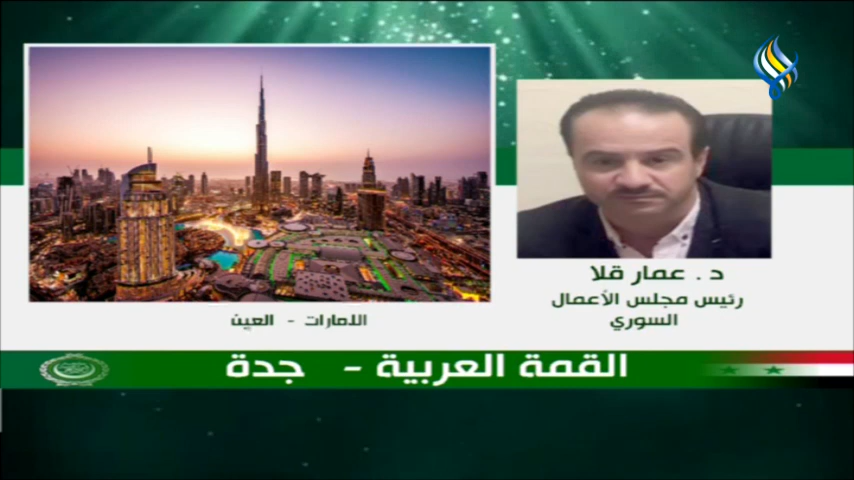 د . عمار قلا
رئيس مجلس الأعمال
السوري
الامارات - العين
القمة العربية - جدة